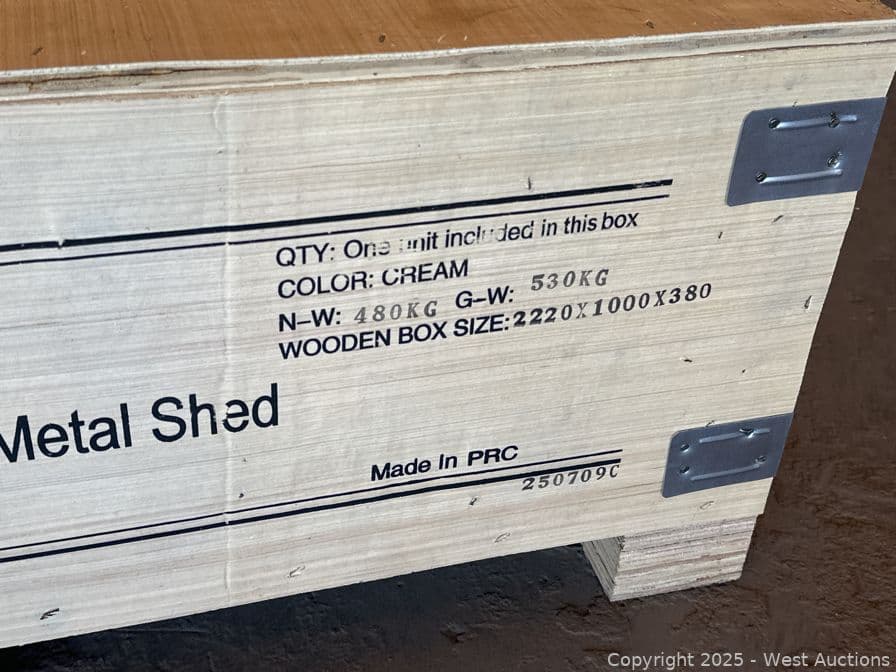 QTY: One unit included in this box
COLOR: CREAM
N-W: 480KG G-W: 530KG
WOODEN BOX SIZE:2220X1000X380
Metal Shed
Made In PRC
250709C
Copyright 2025 - West Auctions